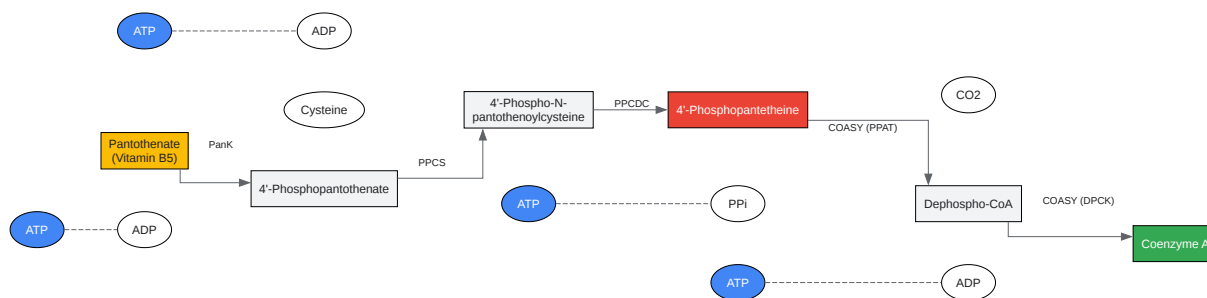 ATP
ADP
Cysteine
4'-Phospho-N-
pantothenoylcysteine
PPCDC
4'-Phosphopantetheine
CO2
COASY (PPAT)
Pantothenate
(Vitamin B5)
PanK
PPCS
4'-Phosphopantothenate
ATP
PPi
Dephospho-CoA
COASY (DPCK)
ATP
ADP
Coenzyme A
ATP
ADP